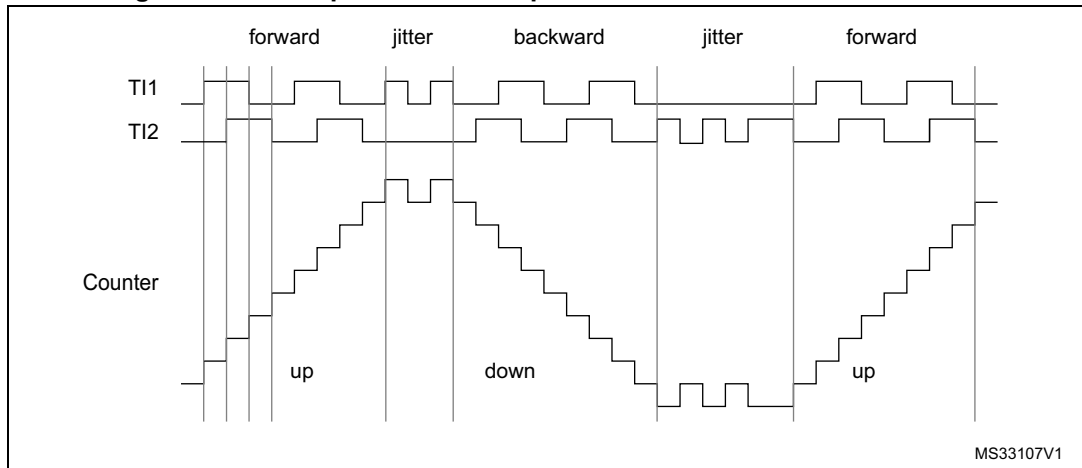 forward jitter backward jitter forward
TI1
TI2
Counter
up down up
MS33107V1